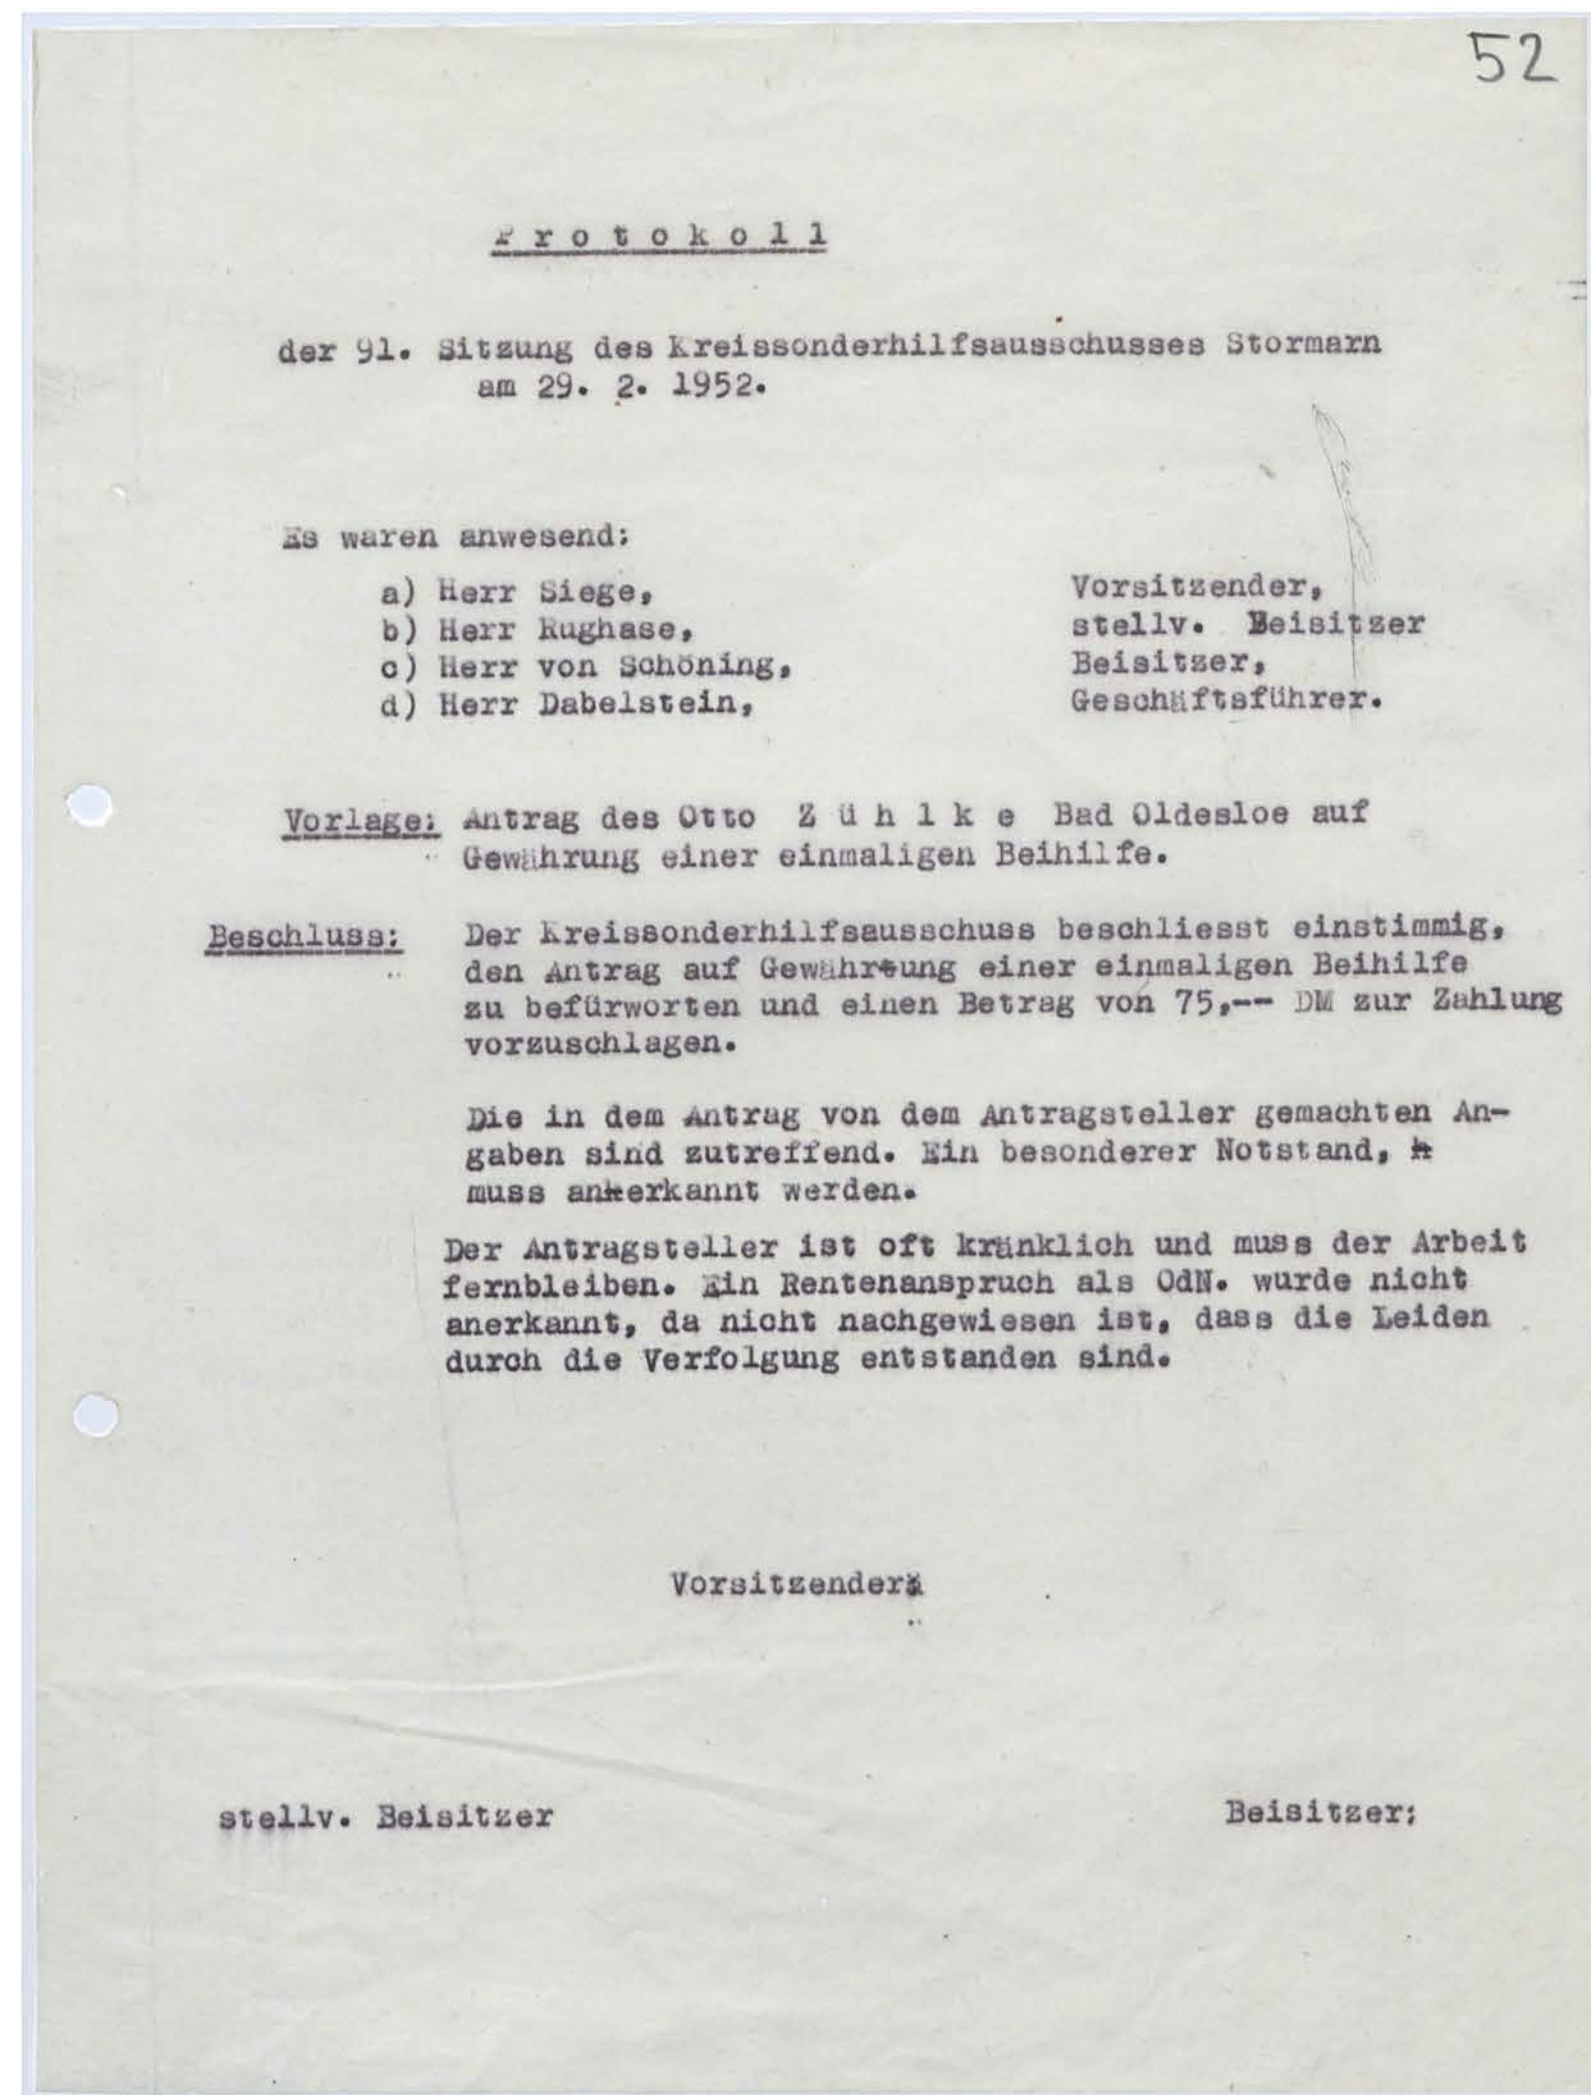 52
Protokoll
der 91. Sitzung des Kreissonderhilfsausschusses Stormarn
am 29. 2. 1952.
Es waren anwesend:
a) Herr Siege, Vorsitzender,
b) Herr Rughase, stellv. Beisitzer
c) Herr von Schöning, Beisitzer,
d) Herr Dabelstein, Geschäftsführer.
Vorlage: Antrag des Otto Z ü h l k e Bad Oldesloe auf
Gewährung einer einmaligen Beihilfe.
Beschluss: Der Kreissonderhilfsausschuss beschliesst einstimmig,
den Antrag auf Gewährung einer einmaligen Beihilfe
zu befürworten und einen Betrag von 75,-- DM zur Zahlung
vorzuschlagen.
Die in dem Antrag von dem Antragsteller gemachten An-
gaben sind zutreffend. Ein besonderer Notstand,
muss anerkannt werden.
Der Antragsteller ist oft kränklich und muss der Arbeit
fernbleiben. Ein Rentenanspruch als OdN. wurde nicht
anerkannt, da nicht nachgewiesen ist, dass die Leiden
durch die Verfolgung entstanden sind.
Vorsitzender
stellv. Beisitzer Beisitzer: